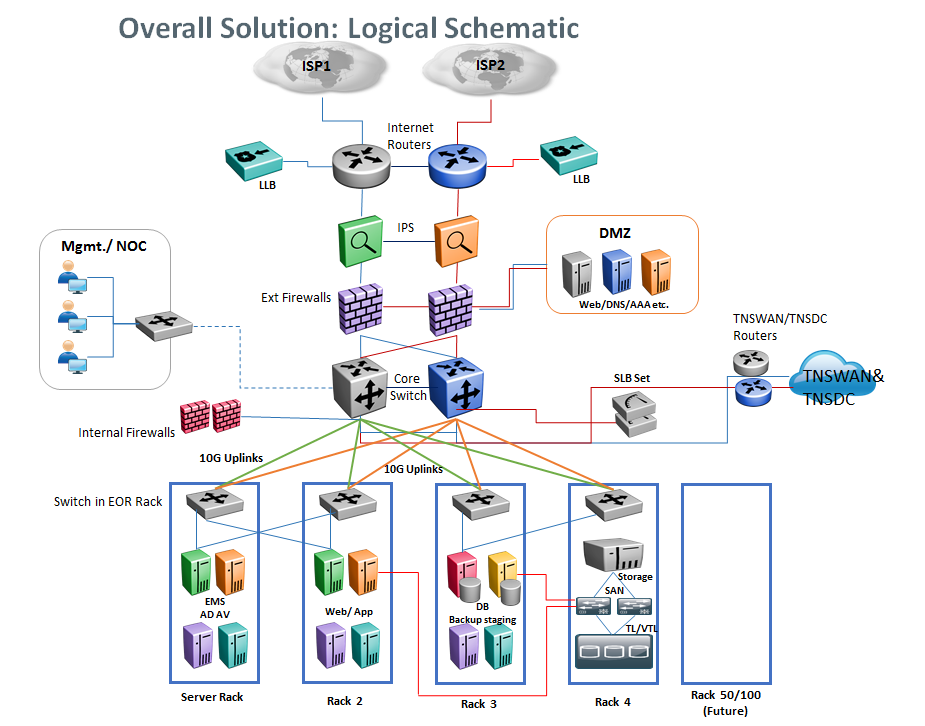 Overall Solution: Logical Schematic
ISP1
ISP2
Internet
Routers
LLB
LLB
IPS
DMZ
Web/DNS/AAA etc.
Mgmt./ NOC
Ext Firewalls
TNSWAN/TNSDC
Routers
TNSWAN&
TNSDC
Core
Switch
SLB Set
Internal Firewalls
10G Uplinks
10G Uplinks
Switch in EOR Rack
EMS
AD AV
Web/ App
DB
Backup staging
Storage
SAN
TL/VTL
Server Rack
Rack 2
Rack 3
Rack 4
Rack 50/100
(Future)